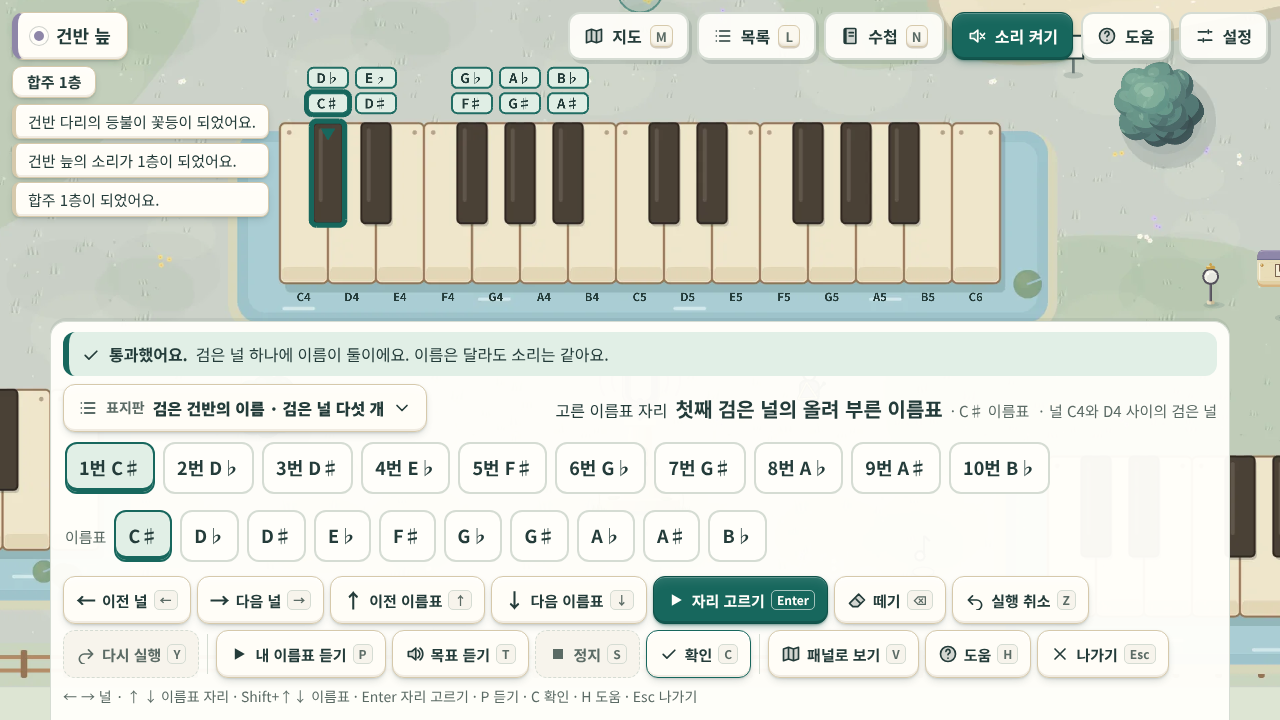 건반 늪
지도 M
목록 L
수첩 N
소리 켜기
도움
설정
합주 1층
건반 다리의 등불이 꽃등이 되었어요.
건반 늪의 소리가 1층이 되었어요.
합주 1층이 되었어요.
D♭ E♭ G♭ A♭ B♭
C♯ D♯ F♯ G♯ A♯
C4 D4 E4 F4 G4 A4 B4 C5 D5 E5 F5 G5 A5 B5 C6
통과했어요. 검은 널 하나에 이름이 둘이에요. 이름은 달라도 소리는 같아요.
표지판 검은 건반의 이름 · 검은 널 다섯 개
고른 이름표 자리 첫째 검은 널의 올려 부른 이름표 · C♯ 이름표 · 널 C4와 D4 사이의 검은 널
1번 C♯ 2번 D♭ 3번 D♯ 4번 E♭ 5번 F♯ 6번 G♭ 7번 G♯ 8번 A♭ 9번 A♯ 10번 B♭
이름표 C♯ D♭ D♯ E♭ F♯ G♭ G♯ A♭ A♯ B♭
← 이전 널 ← → 다음 널 → ↑ 이전 이름표 ↑ ↓ 다음 이름표 ↓ 자리 고르기 Enter 떼기 ⌫ 실행 취소 Z
다시 실행 Y 내 이름표 듣기 P 목표 듣기 T 정지 S 확인 C 패널로 보기 V 도움 H 나가기 Esc
←→ 널 · ↑ ↓ 이름표 자리 · Shift+↑ ↓ 이름표 · Enter 자리 고르기 · P 듣기 · C 확인 · H 도움 · Esc 나가기